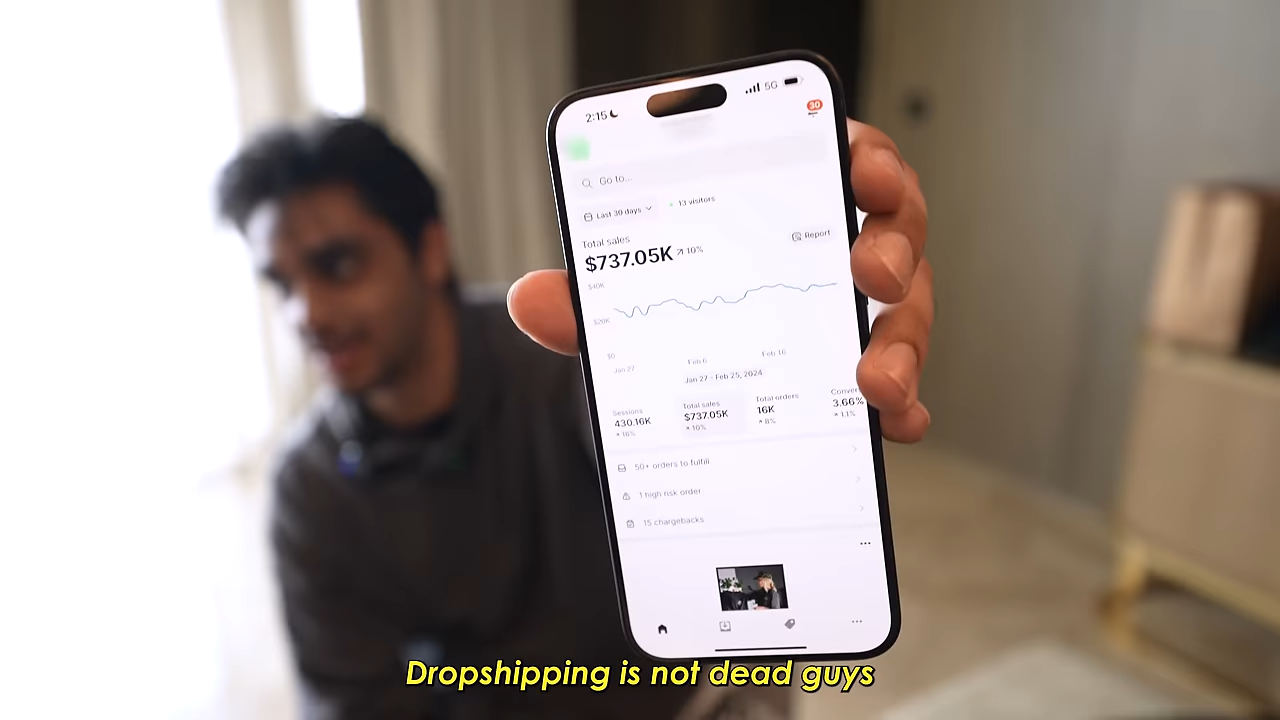 2:15
5G
30
Go to...
Last 30 days
13 visitors
Total sales
Report
$737.05K
10%
$40K
$20K
$0
Jan 27
Feb 6
Feb 16
Jan 27 - Feb 25, 2024
Sessions
Total sales
Total orders
Conver
430.16K
$737.05K
16K
3.66%
16%
10%
8%
1.1%
50+ orders to fulfill
1 high risk order
15 chargebacks
Dropshipping is not dead guys